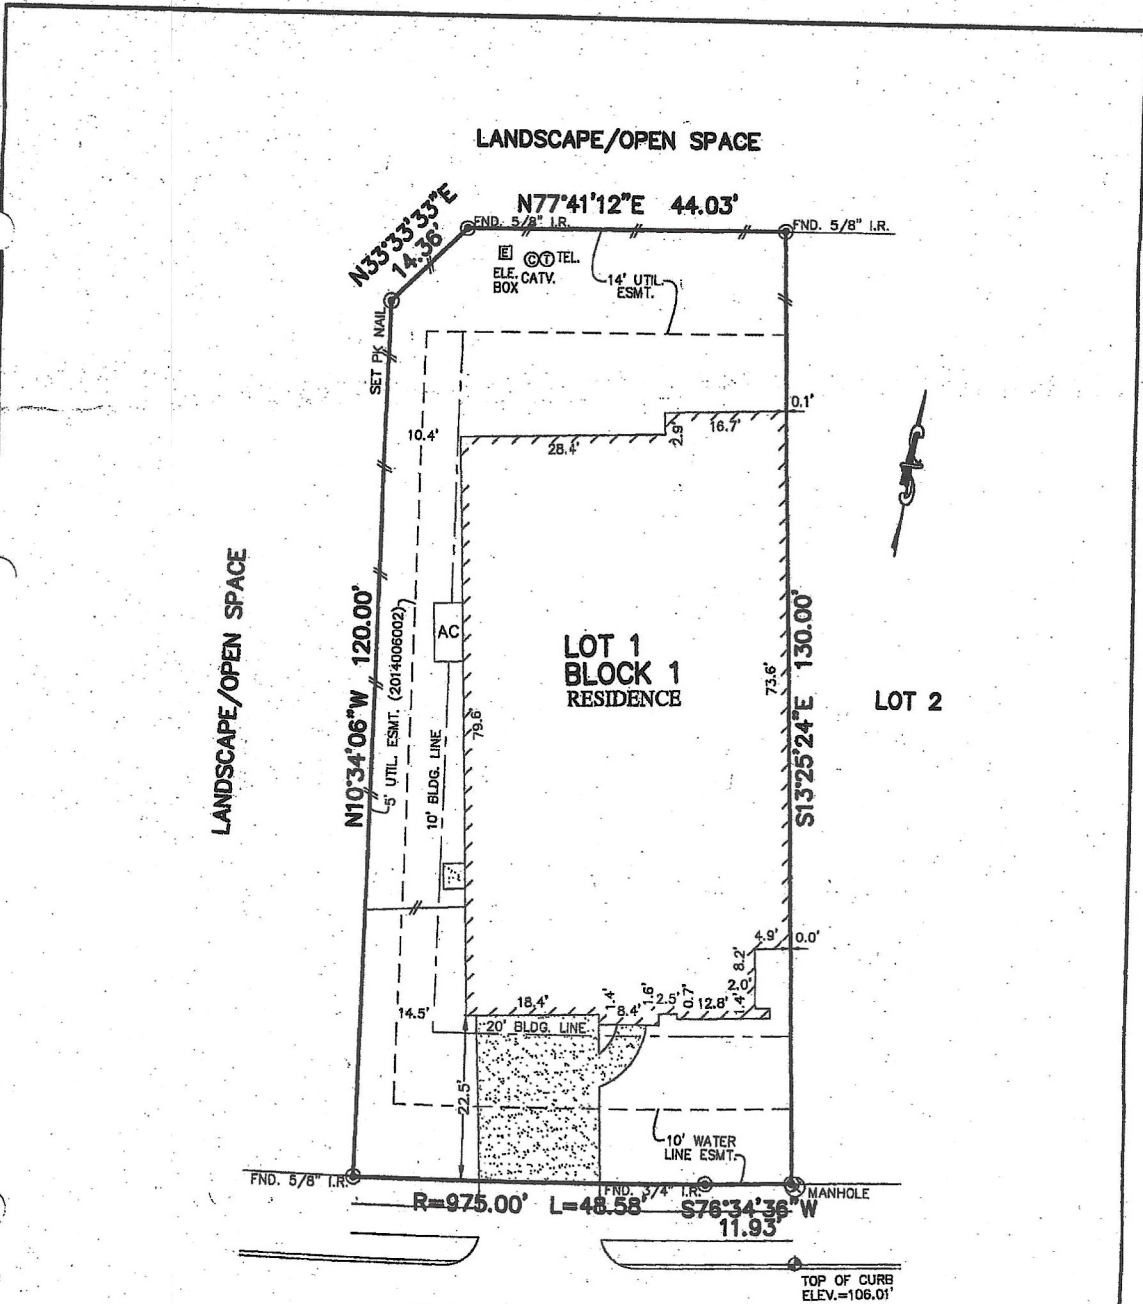 LANDSCAPE/OPEN SPACE
N77°41'12"E 44.03'
FND. 5/8" I.R.
FND. 5/8" I.R.
N33°33'33"E
14.36'
E
ELE.
BOX
C T TEL.
CATV.
14' UTIL.
ESMT.
SET PK NAIL
0.1'
10.4'
28.4'
2.9'
16.7'
LANDSCAPE/OPEN SPACE
N10°34'06"W 120.00'
5' UTIL. ESMT. (2014006002)
10' BLDG. LINE
AC
79.6'
LOT 1
BLOCK 1
RESIDENCE
73.6'
S13°25'24"E 130.00'
LOT 2
4.9'
0.0'
8.2'
2.0'
1.4'
14.5'
18.4'
1.4'
8.4'
1.6'
2.5'
0.7'
12.8'
20' BLDG. LINE
22.5'
10' WATER
LINE ESMT.
FND. 5/8" I.R.
FND. 3/4" I.R.
MANHOLE
R=975.00' L=48.58'
S76°34'36"W
11.93'
TOP OF CURB
ELEV.=106.01'